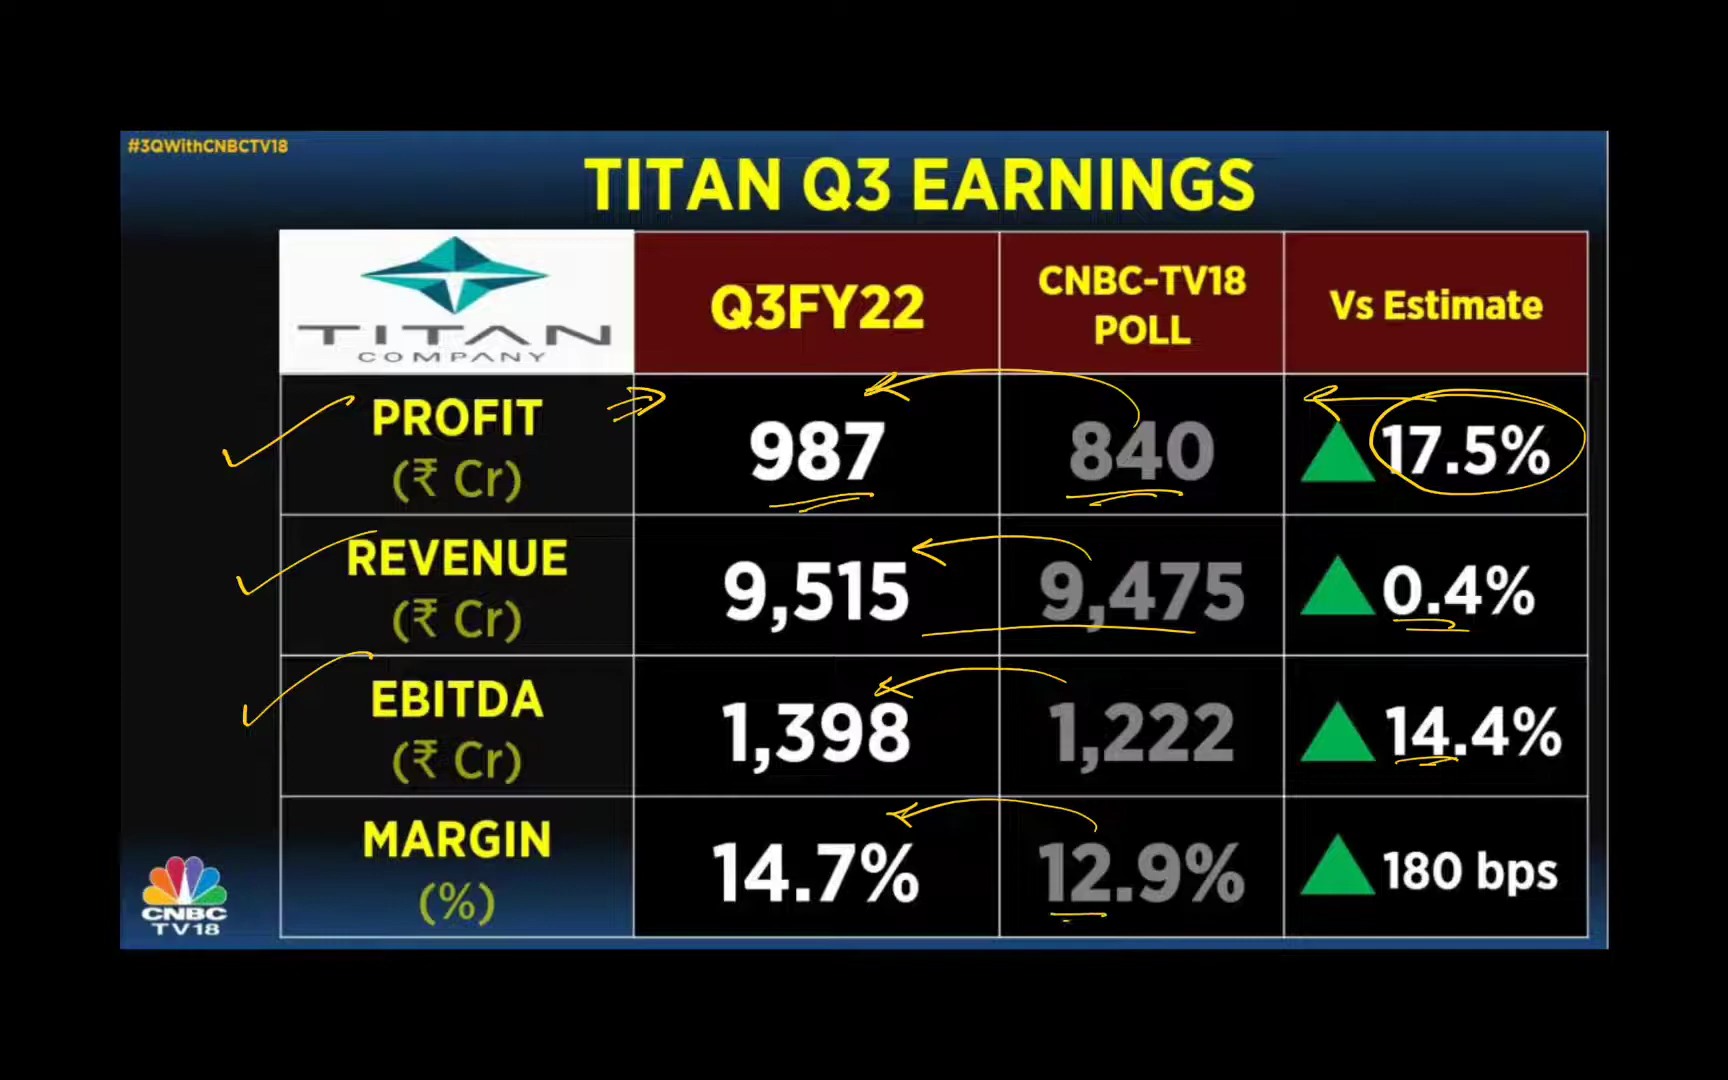 #3QWithCNBCTV18
TITAN Q3 EARNINGS
TITAN
COMPANY
Q3FY22
CNBC-TV18
POLL
Vs Estimate
PROFIT
(₹ Cr)
987
840
17.5%
REVENUE
(₹ Cr)
9,515
9,475
0.4%
EBITDA
(₹ Cr)
1,398
1,222
14.4%
MARGIN
(%)
14.7%
12.9%
180 bps
CNBC
TV18